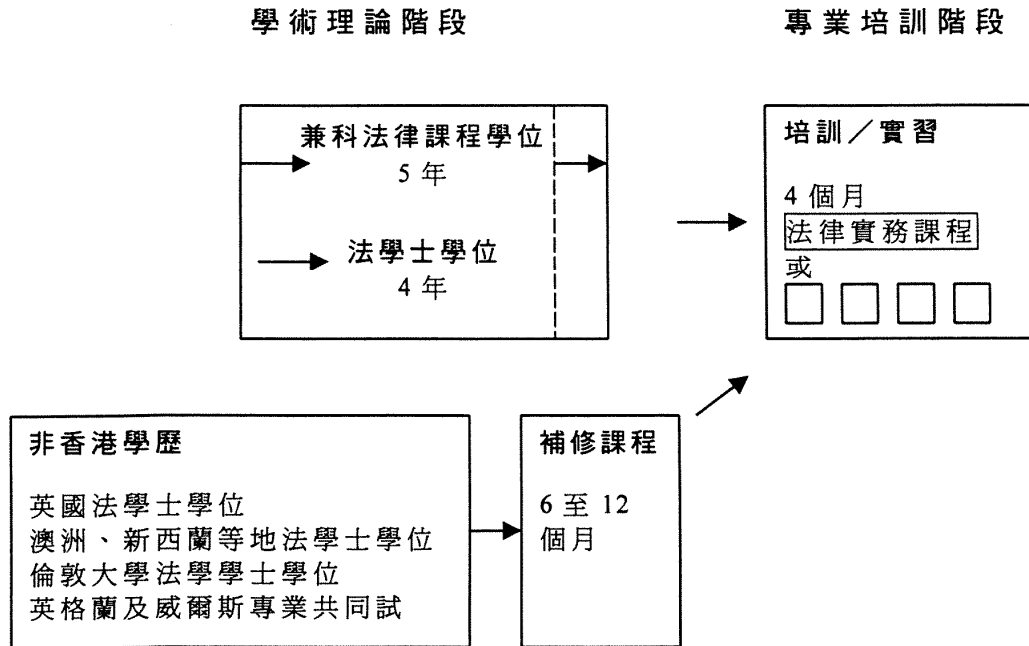 學術理論階段
專業培訓階段
兼科法律課程學位
5 年
法學士學位
4 年
培訓／實習
4 個月
法律實務課程
或
非香港學歷
英國法學士學位
澳洲、新西蘭等地法學士學位
倫敦大學法學學士學位
英格蘭及威爾斯專業共同試
補修課程
6 至 12
個月